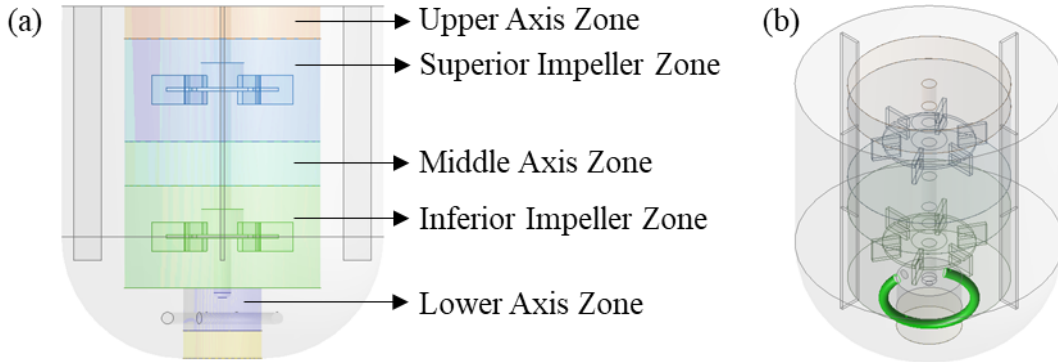 (a)
Upper Axis Zone
Superior Impeller Zone
Middle Axis Zone
Inferior Impeller Zone
Lower Axis Zone
(b)